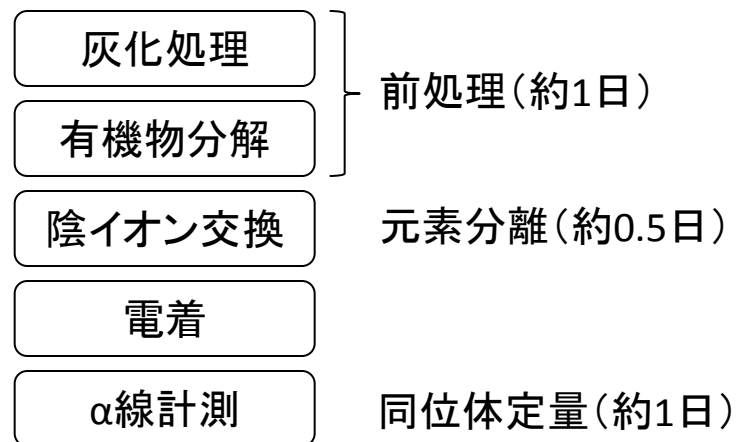 灰化処理
有機物分解
前処理（約1日）
陰イオン交換 元素分離（約0.5日）
電着
α線計測 同位体定量（約1日）